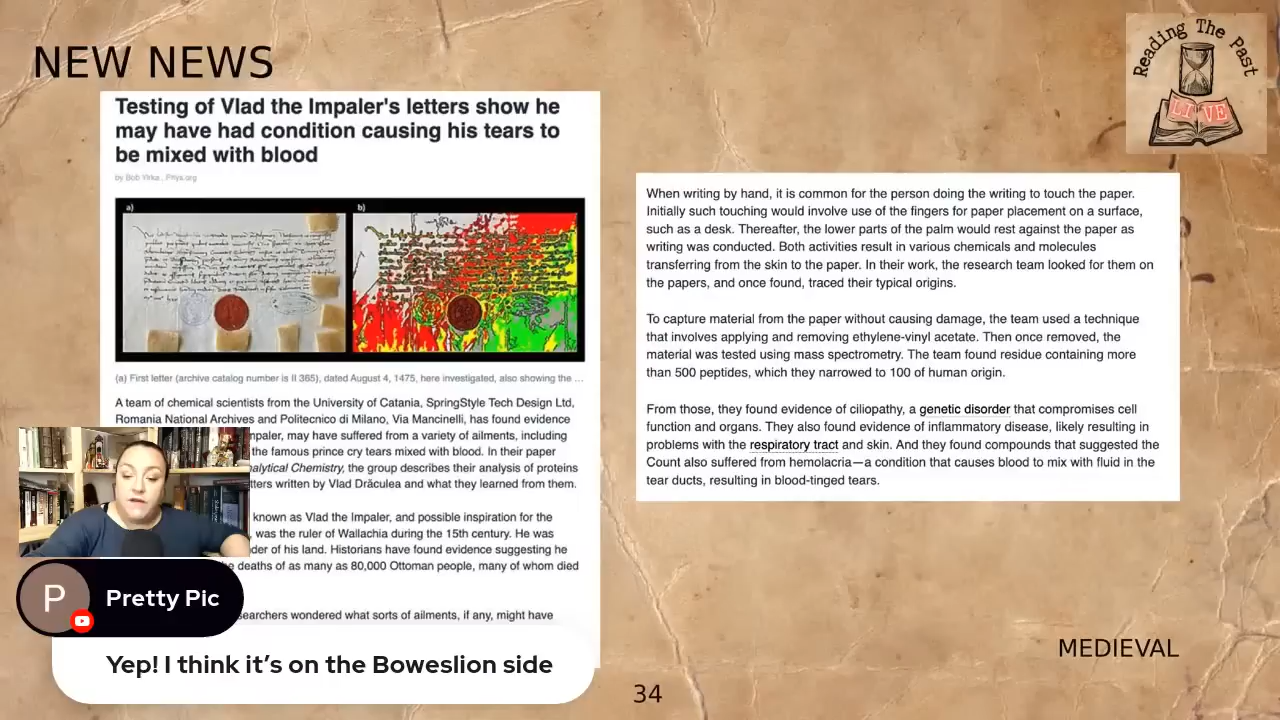 NEW NEWS
Reading The Past
LIVE
Testing of Vlad the Impaler's letters show he
may have had condition causing his tears to
be mixed with blood
by Bob Yirka , Phys.org
a)
b)
(a) First letter (archive catalog number is II 365), dated August 4, 1475, here investigated, also showing the ...
A team of chemical scientists from the University of Catania, SpringStyle Tech Design Ltd,
Romania National Archives and Politecnico di Milano, Via Mancinelli, has found evidence
mpaler, may have suffered from a variety of ailments, including
the famous prince cry tears mixed with blood. In their paper
alytical Chemistry, the group describes their analysis of proteins
tters written by Vlad Drăculea and what they learned from them.
known as Vlad the Impaler, and possible inspiration for the
, was the ruler of Wallachia during the 15th century. He was
der of his land. Historians have found evidence suggesting he
e deaths of as many as 80,000 Ottoman people, many of whom died
searchers wondered what sorts of ailments, if any, might have
When writing by hand, it is common for the person doing the writing to touch the paper.
Initially such touching would involve use of the fingers for paper placement on a surface,
such as a desk. Thereafter, the lower parts of the palm would rest against the paper as
writing was conducted. Both activities result in various chemicals and molecules
transferring from the skin to the paper. In their work, the research team looked for them on
the papers, and once found, traced their typical origins.
To capture material from the paper without causing damage, the team used a technique
that involves applying and removing ethylene-vinyl acetate. Then once removed, the
material was tested using mass spectrometry. The team found residue containing more
than 500 peptides, which they narrowed to 100 of human origin.
From those, they found evidence of ciliopathy, a genetic disorder that compromises cell
function and organs. They also found evidence of inflammatory disease, likely resulting in
problems with the respiratory tract and skin. And they found compounds that suggested the
Count also suffered from hemolacria—a condition that causes blood to mix with fluid in the
tear ducts, resulting in blood-tinged tears.
P
Pretty Pic
Yep! I think it's on the Boweslion side
MEDIEVAL
34